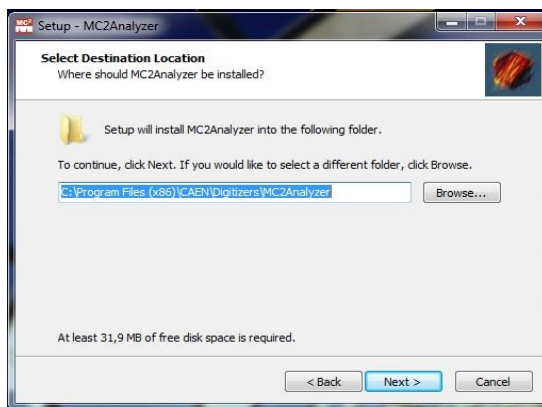 MC²
Setup - MC2Analyzer
Select Destination Location
Where should MC2Analyzer be installed?
Setup will install MC2Analyzer into the following folder.
To continue, click Next. If you would like to select a different folder, click Browse.
C:\Program Files (x86)\CAEN\Digitizers\MC2Analyzer
Browse...
At least 31,9 MB of free disk space is required.
< Back
Next >
Cancel